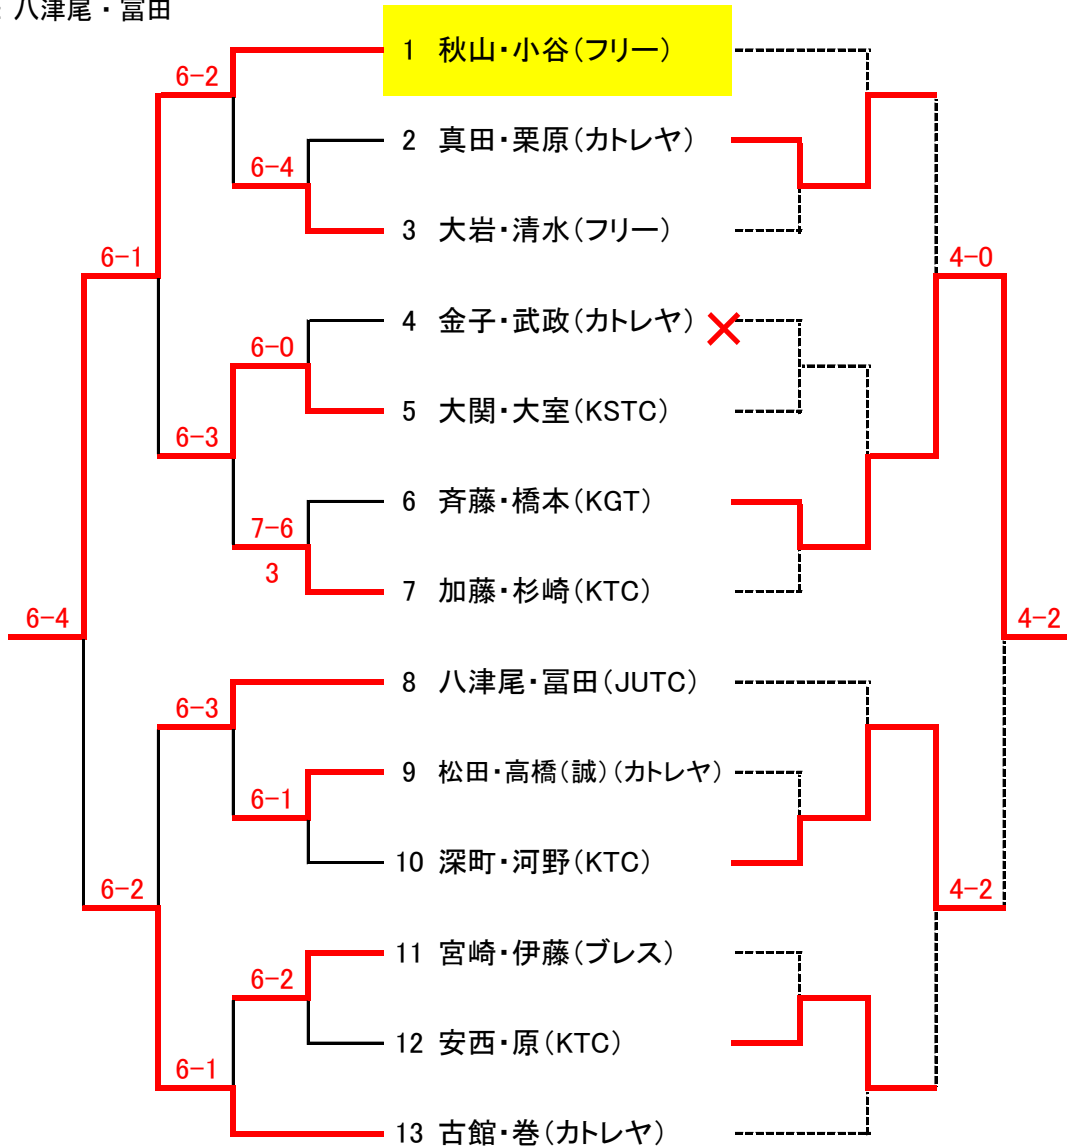 八津尾・冨田
1 秋山・小谷(フリー)
6-2
2 真田・栗原(カトレヤ)
6-4
3 大岩・清水(フリー)
6-1
4-0
4 金子・武政(カトレヤ)
6-0
5 大関・大室(KSTC)
6-3
6 斉藤・橋本(KGT)
7-6
3
7 加藤・杉崎(KTC)
6-4
4-2
8 八津尾・冨田(JUTC)
6-3
9 松田・高橋(誠)(カトレヤ)
6-1
10 深町・河野(KTC)
6-2
4-2
11 宮崎・伊藤(ブレス)
6-2
12 安西・原(KTC)
6-1
13 古館・巻(カトレヤ)